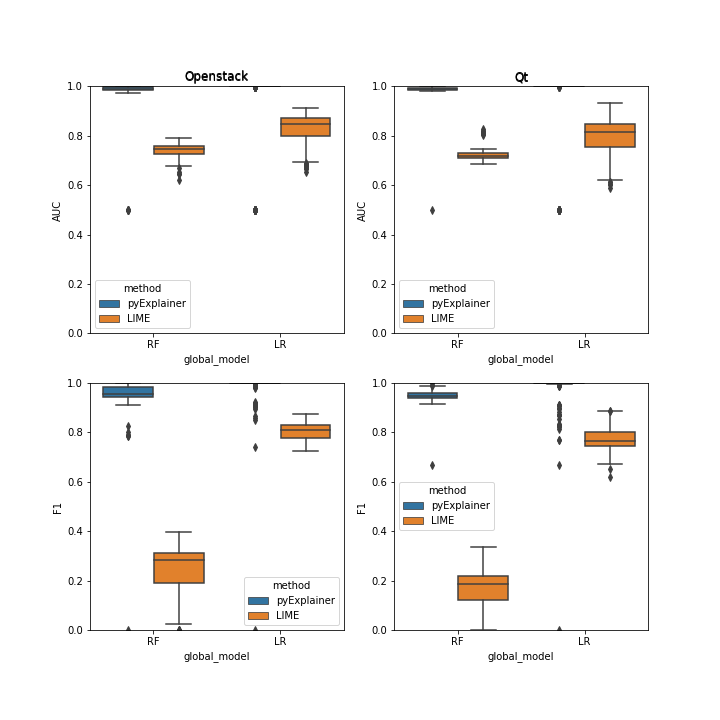 Openstack
1.0
0.8
0.6
0.4
0.2
0.0
AUC
method
pyExplainer
LIME
RF LR
global_model
Qt
1.0
0.8
0.6
0.4
0.2
0.0
AUC
method
pyExplainer
LIME
RF LR
global_model
1.0
0.8
0.6
0.4
0.2
0.0
F1
method
pyExplainer
LIME
RF LR
global_model
1.0
0.8
0.6
0.4
0.2
0.0
F1
method
pyExplainer
LIME
RF LR
global_model